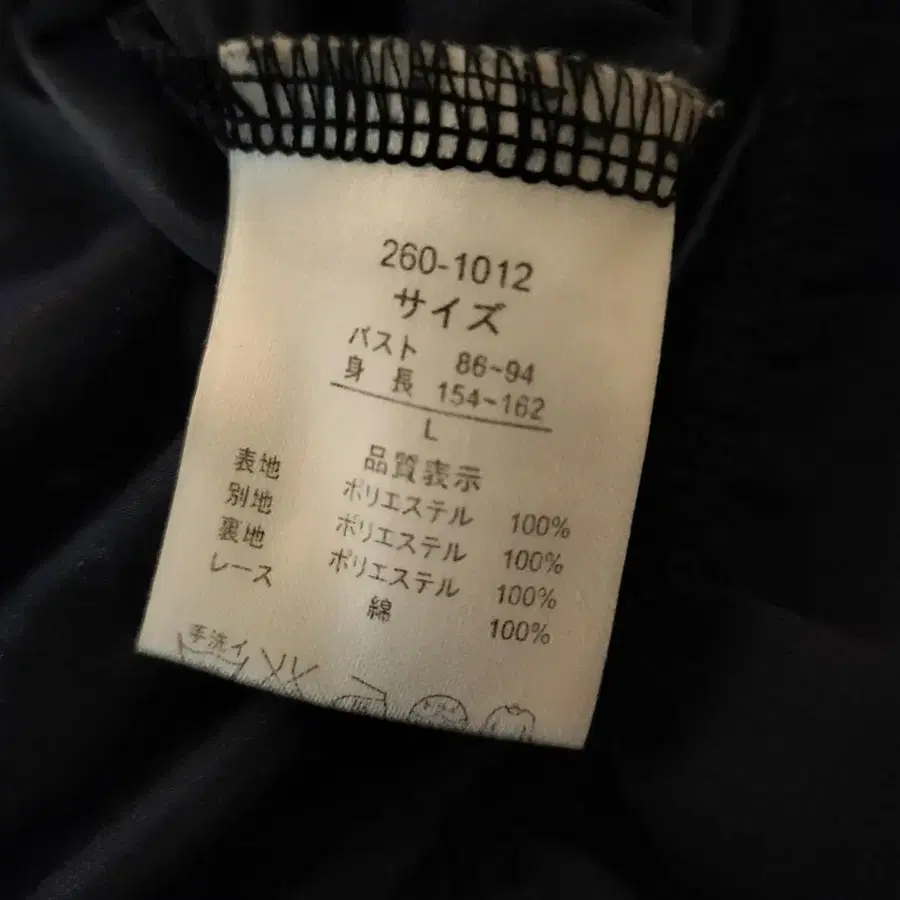 260-1012
サイズ
バスト 86~94
身長 154~162
L
品質表示
表地 ポリエステル 100%
別地 ポリエステル 100%
裏地 ポリエステル 100%
レース 綿 100%
手洗イ